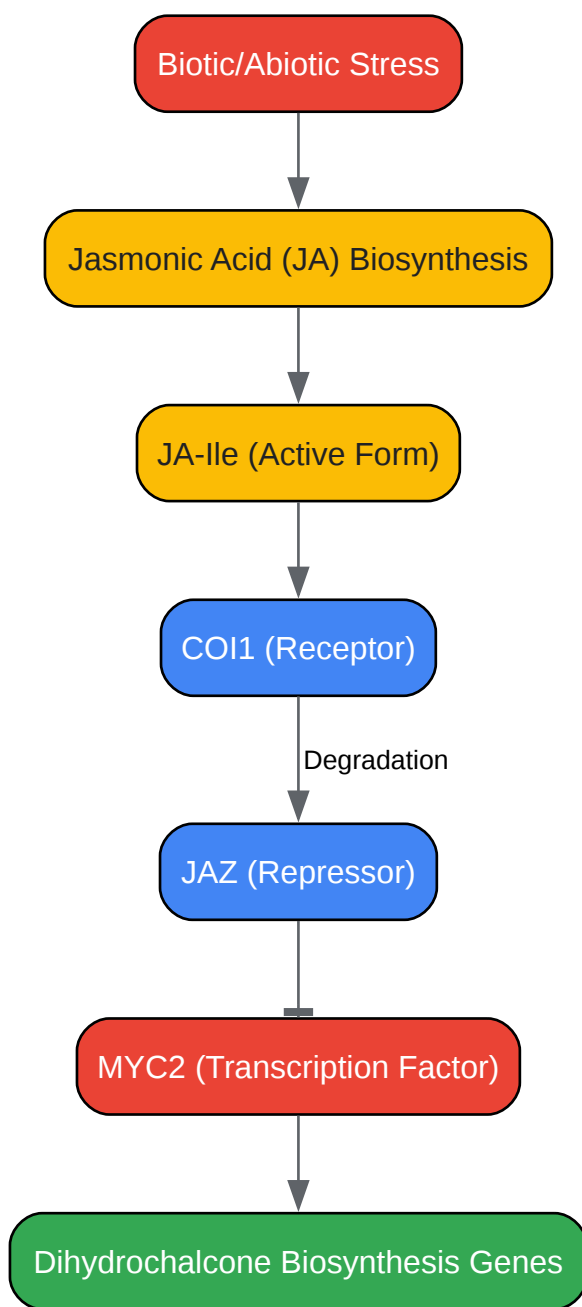 Biotic/Abiotic Stress
Jasmonic Acid (JA) Biosynthesis
JA-Ile (Active Form)
COI1 (Receptor)
Degradation
JAZ (Repressor)
MYC2 (Transcription Factor)
Dihydrochalcone Biosynthesis Genes